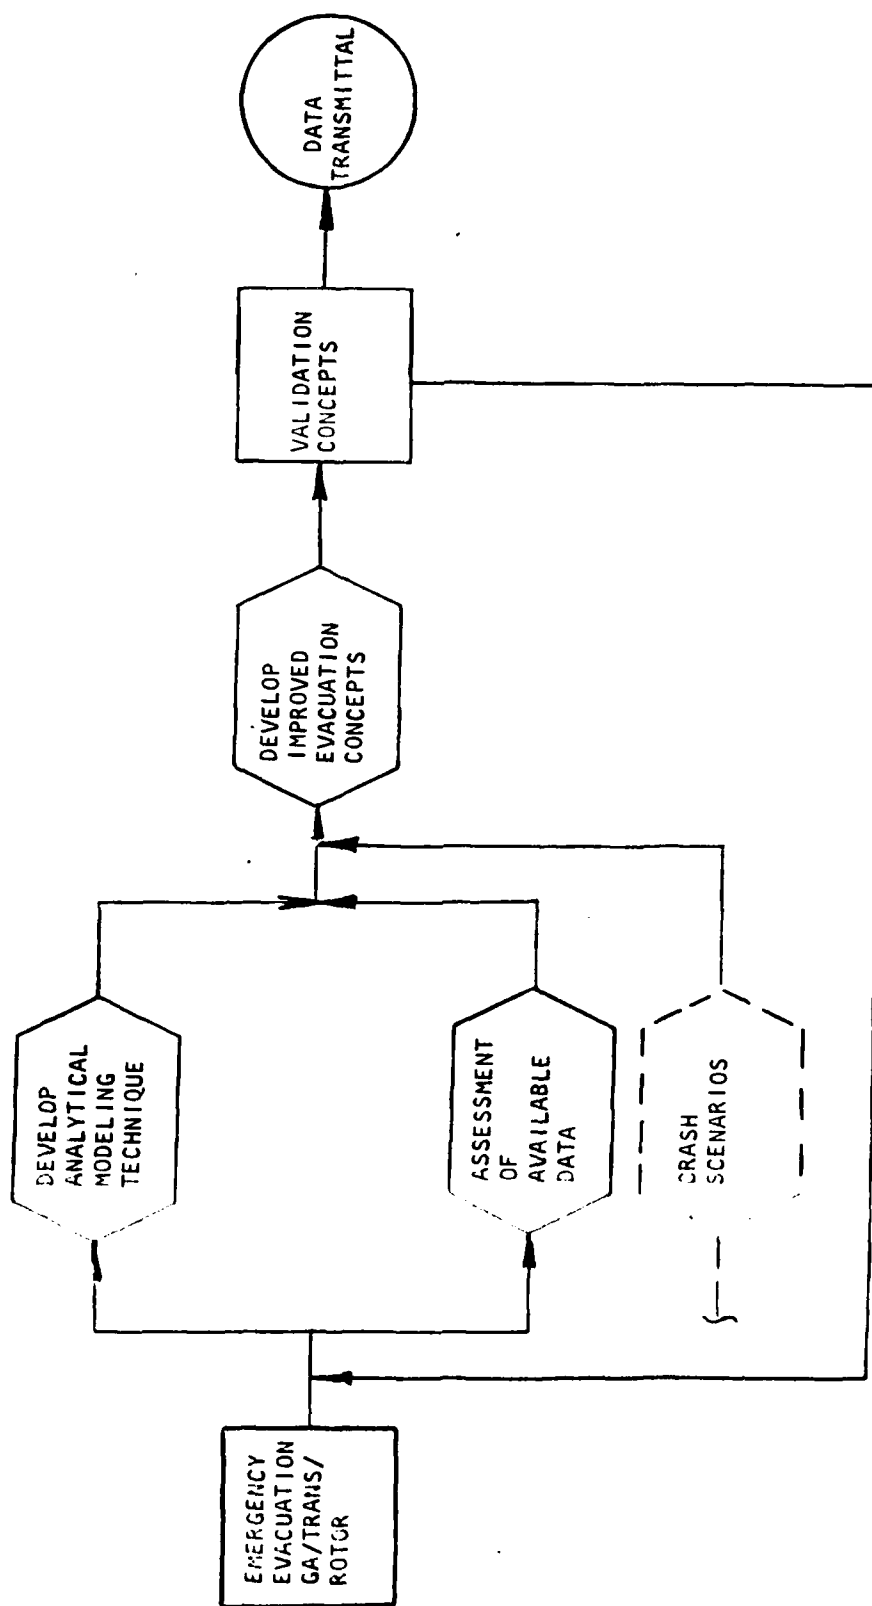 EMERGENCY
EVACUATION
GA/TRANS/
ROTOR
DEVELOP
ANALYTICAL
MODELING
TECHNIQUE
ASSESSMENT
OF
AVAILABLE
DATA
CRASH
SCENARIOS
DEVELOP
IMPROVED
EVACUATION
CONCEPTS
VALIDATION
CONCEPTS
DATA
TRANSMITTAL